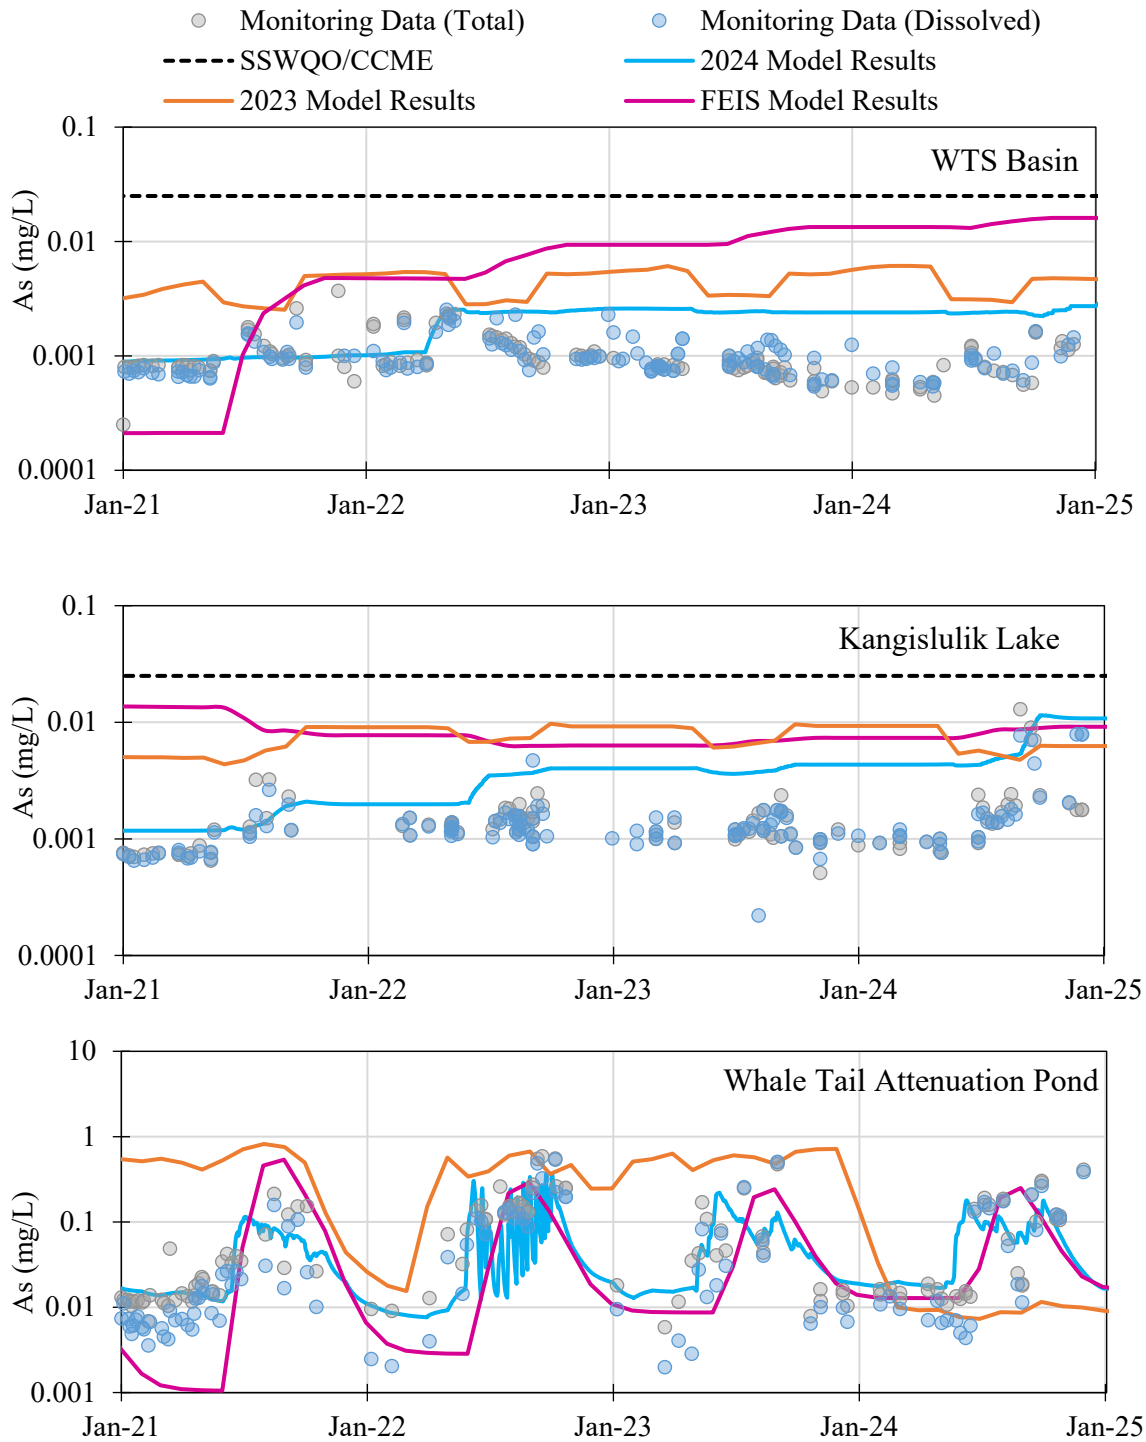 Monitoring Data (Total) Monitoring Data (Dissolved)
SSWQO/CCME 2024 Model Results
2023 Model Results FEIS Model Results
0.1
WTS Basin
0.01
As (mg/L)
0.001
0.0001
Jan-21 Jan-22 Jan-23 Jan-24 Jan-25
0.1
Kangislulik Lake
0.01
As (mg/L)
0.001
0.0001
Jan-21 Jan-22 Jan-23 Jan-24 Jan-25
10
Whale Tail Attenuation Pond
1
0.1
As (mg/L)
0.01
0.001
Jan-21 Jan-22 Jan-23 Jan-24 Jan-25